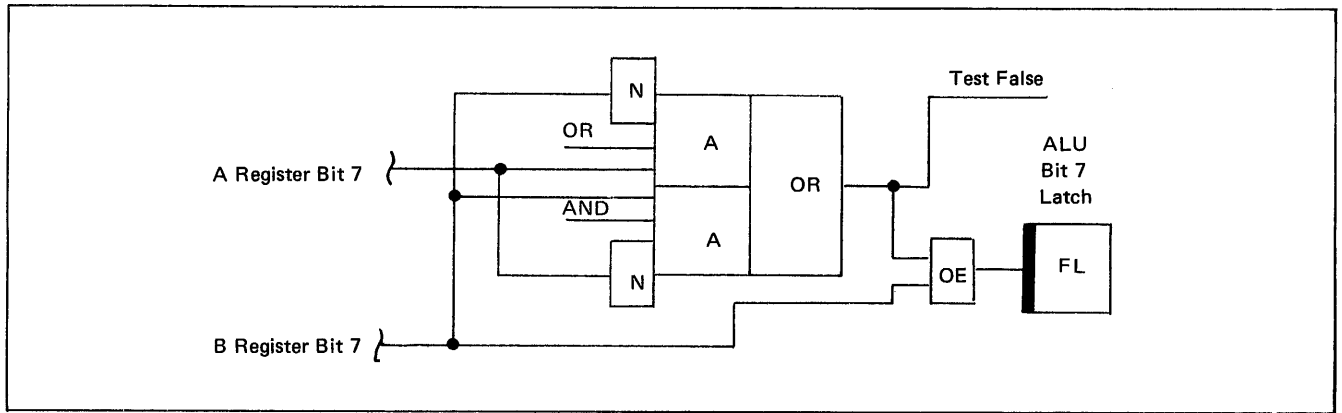 N
Test False
OR
A
ALU
Bit 7
Latch
A Register Bit 7
OR
AND
A
FL
OE
N
B Register Bit 7